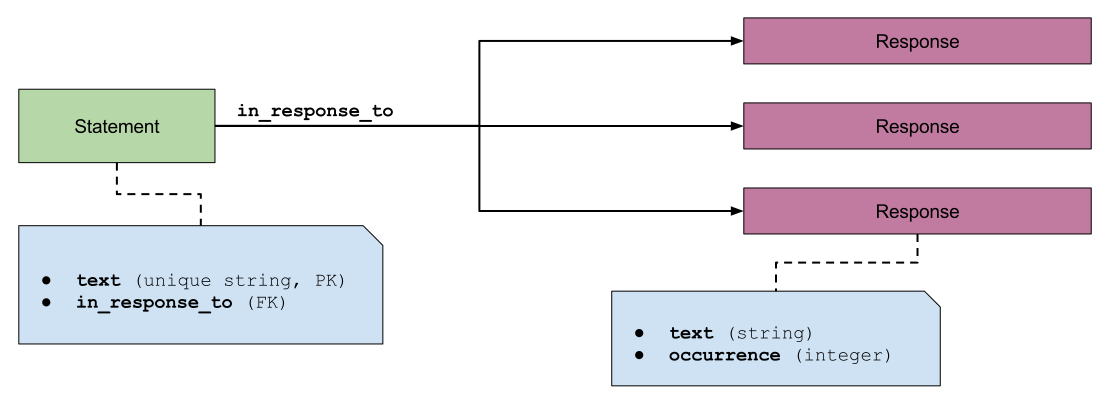 Response
in_response_to
Statement
Response
Response
● text (unique string, PK)
● in_response_to (FK)
● text (string)
● occurrence (integer)